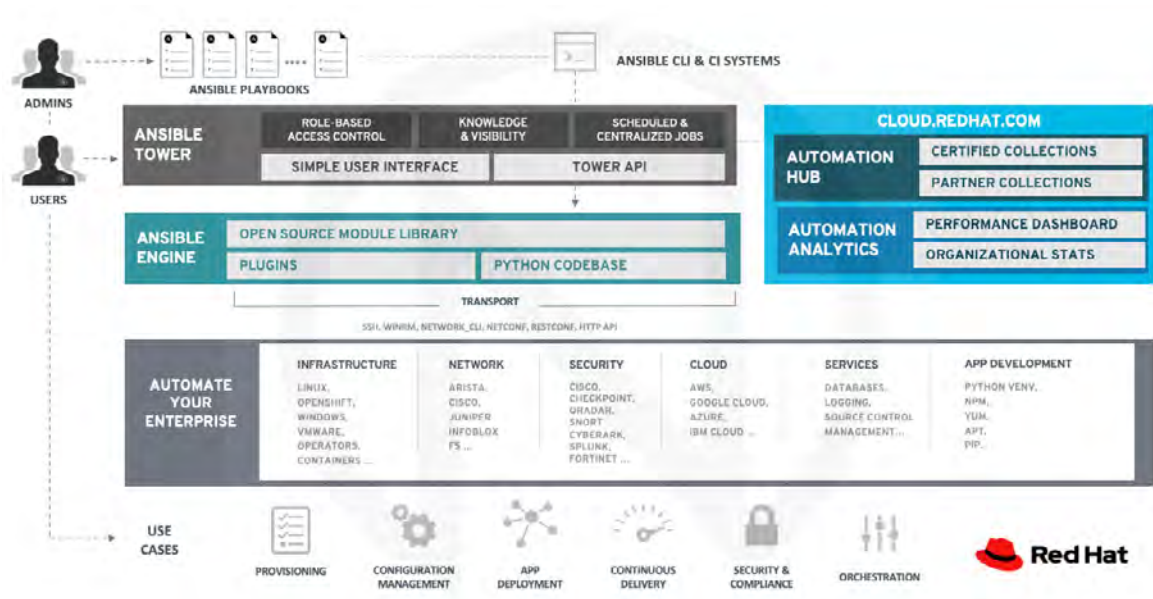 ADMINS
ANSIBLE PLAYBOOKS
ANSIBLE CLI & CI SYSTEMS
USERS
ANSIBLE
TOWER
ROLE-BASED
ACCESS CONTROL
KNOWLEDGE
& VISIBILITY
SCHEDULED &
CENTRALIZED JOBS
SIMPLE USER INTERFACE
TOWER API
CLOUD.REDHAT.COM
AUTOMATION
HUB
CERTIFIED COLLECTIONS
PARTNER COLLECTIONS
AUTOMATION
ANALYTICS
PERFORMANCE DASHBOARD
ORGANIZATIONAL STATS
ANSIBLE
ENGINE
OPEN SOURCE MODULE LIBRARY
PLUGINS
PYTHON CODEBASE
TRANSPORT
SSH, WINRM, NETWORK_CLI, NETCONF, RESTCONF, HTTP API
AUTOMATE
YOUR
ENTERPRISE
INFRASTRUCTURE
LINUX,
OPENSHIFT,
WINDOWS,
VMWARE,
OPERATORS,
CONTAINERS ...
NETWORK
ARISTA,
CISCO,
JUNIPER
INFOBLOX
F5 ...
SECURITY
CISCO,
CHECKPOINT,
QRADAR,
SNORT
CYBERARK,
SPLUNK,
FORTINET ...
CLOUD
AWS,
GOOGLE CLOUD,
AZURE,
IBM CLOUD ...
SERVICES
DATABASES,
LOGGING,
SOURCE CONTROL
MANAGEMENT...
APP DEVELOPMENT
PYTHON VENV,
NPM,
YUM,
APT,
PIP...
USE
CASES
PROVISIONING
CONFIGURATION
MANAGEMENT
APP
DEPLOYMENT
CONTINUOUS
DELIVERY
SECURITY &
COMPLIANCE
ORCHESTRATION
Red Hat